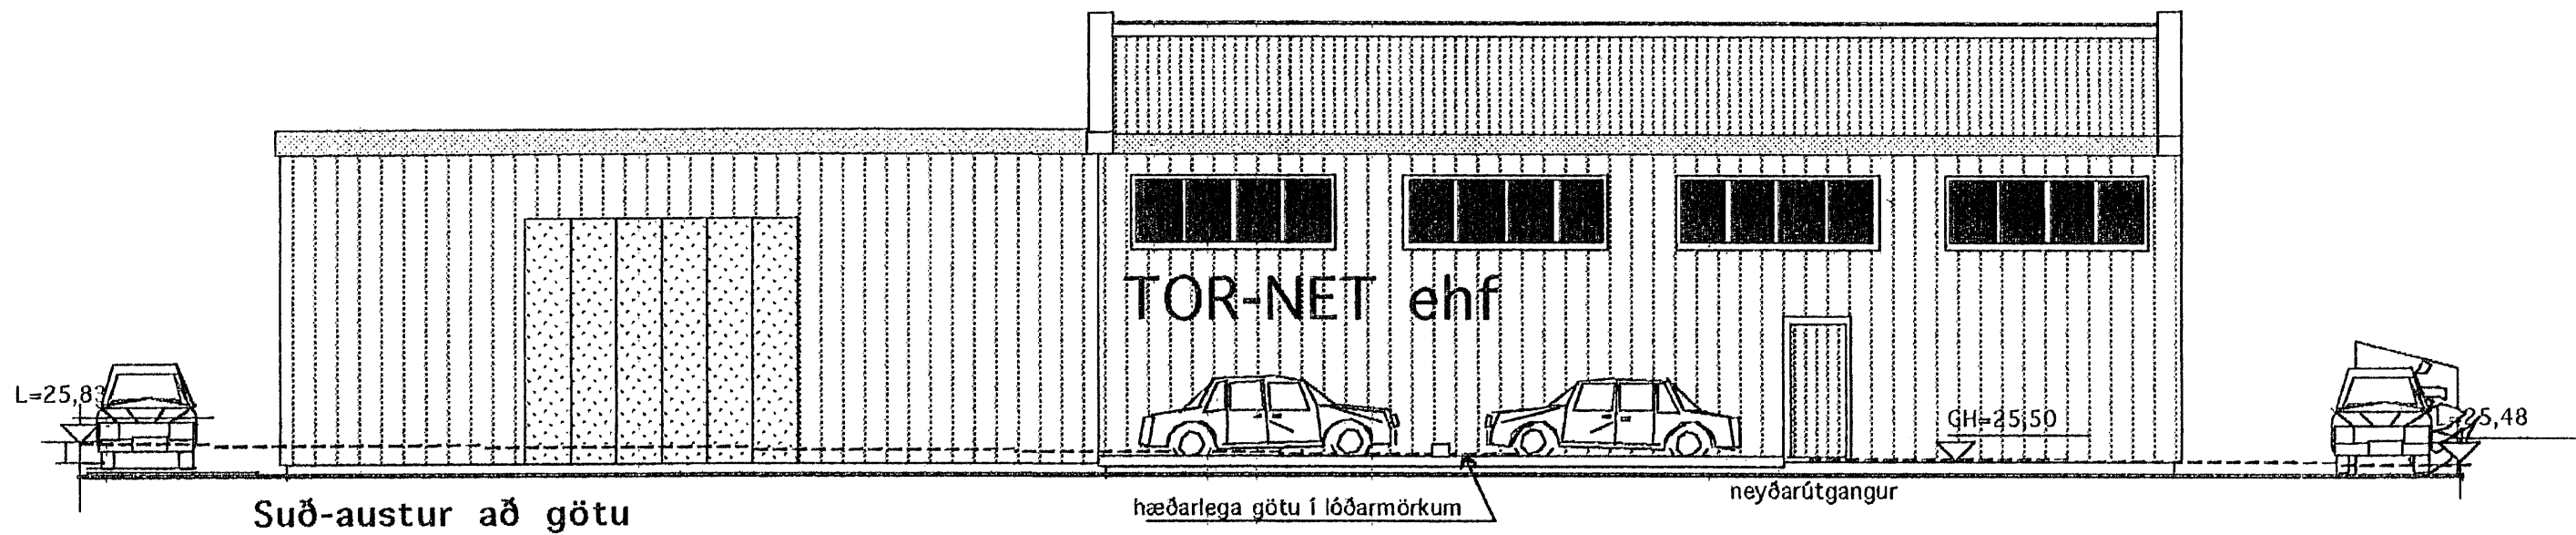 TOR-NET ehf
L=25,83
GH=25,50
L=25,48
neyðarútgangur
hæðarlega götu í lóðarmörkum
Suð-austur að götu